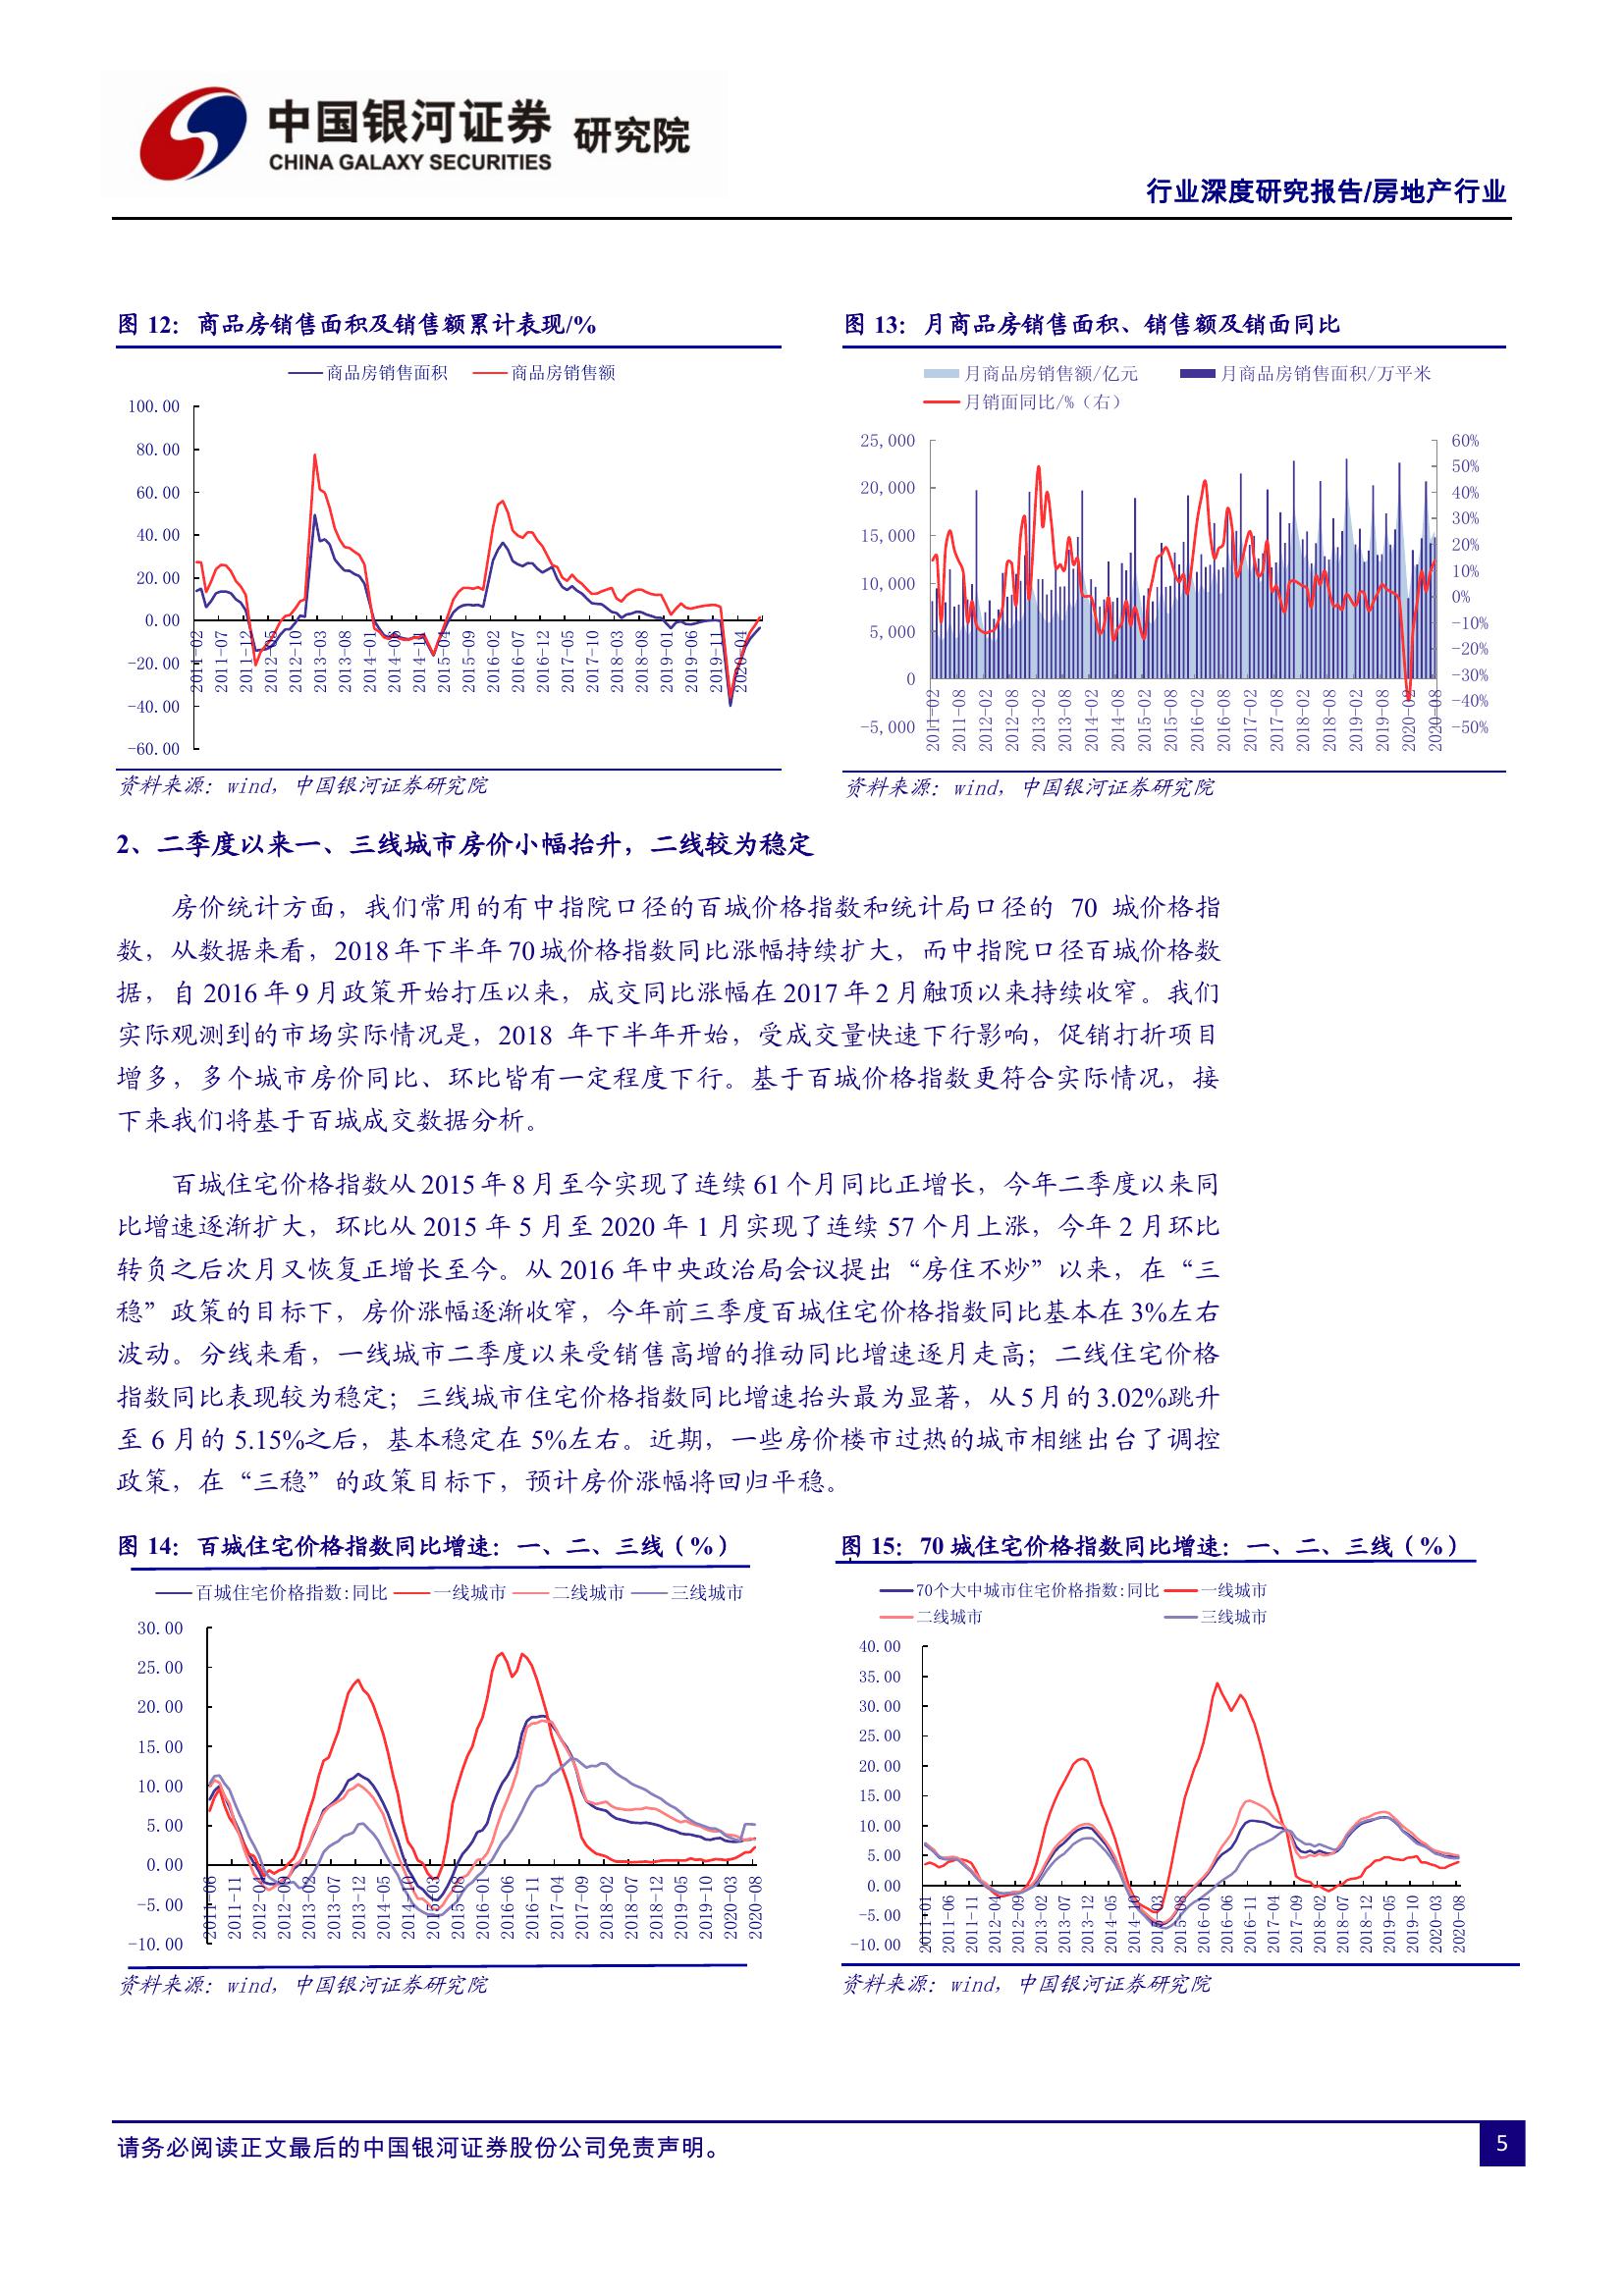 中国银河证券 研究院
CHINA GALAXY SECURITIES
行业深度研究报告/房地产行业
图 12：商品房销售面积及销售额累计表现/%
商品房销售面积 商品房销售额
100.00
80.00
60.00
40.00
20.00
0.00
-20.00
-40.00
-60.00
2011-02 2011-07 2011-12 2012-05 2012-10 2013-03 2013-08 2014-01 2014-06 2014-11 2015-04 2015-09 2016-02 2016-07 2016-12 2017-05 2017-10 2018-03 2018-08 2019-01 2019-06 2019-11 2020-04
资料来源：wind，中国银河证券研究院
图 13：月商品房销售面积、销售额及销面同比
月商品房销售额/亿元 月商品房销售面积/万平米
月销面同比/%（右）
25,000
20,000
15,000
10,000
5,000
0
-5,000
60%
50%
40%
30%
20%
10%
0%
-10%
-20%
-30%
-40%
-50%
2011-02 2011-08 2012-02 2012-08 2013-02 2013-08 2014-02 2014-08 2015-02 2015-08 2016-02 2016-08 2017-02 2017-08 2018-02 2018-08 2019-02 2019-08 2020-02 2020-08
资料来源：wind，中国银河证券研究院
2、二季度以来一、三线城市房价小幅抬升，二线较为稳定
房价统计方面，我们常用的有中指院口径的百城价格指数和统计局口径的 70 城价格指
数，从数据来看，2018 年下半年 70 城价格指数同比涨幅持续扩大，而中指院口径百城价格数
据，自 2016 年 9 月政策开始打压以来，成交同比涨幅在 2017 年 2 月触顶以来持续收窄。我们
实际观测到的市场实际情况是，2018 年下半年开始，受成交量快速下行影响，促销打折项目
增多，多个城市房价同比、环比皆有一定程度下行。基于百城价格指数更符合实际情况，接
下来我们将基于百城成交数据分析。
百城住宅价格指数从 2015 年 8 月至今实现了连续 61 个月同比正增长，今年二季度以来同
比增速逐渐扩大，环比从 2015 年 5 月至 2020 年 1 月实现了连续 57 个月上涨，今年 2 月环比
转负之后次月又恢复正增长至今。从 2016 年中央政治局会议提出“房住不炒”以来，在“三
稳”政策的目标下，房价涨幅逐渐收窄，今年前三季度百城住宅价格指数同比基本在 3%左右
波动。分线来看，一线城市二季度以来受销售高增的推动同比增速逐月走高；二线住宅价格
指数同比表现较为稳定；三线城市住宅价格指数同比增速抬头最为显著，从 5 月的 3.02%跳升
至 6 月的 5.15%之后，基本稳定在 5%左右。近期，一些房价楼市过热的城市相继出台了调控
政策，在“三稳”的政策目标下，预计房价涨幅将回归平稳。
图 14：百城住宅价格指数同比增速：一、二、三线（%）
百城住宅价格指数:同比 一线城市 二线城市 三线城市
30.00
25.00
20.00
15.00
10.00
5.00
0.00
-5.00
-10.00
2011-06 2011-11 2012-04 2012-09 2013-02 2013-07 2013-12 2014-05 2014-10 2015-03 2015-08 2016-01 2016-06 2016-11 2017-04 2017-09 2018-02 2018-07 2018-12 2019-05 2019-10 2020-03 2020-08
资料来源：wind，中国银河证券研究院
图 15：70 城住宅价格指数同比增速：一、二、三线（%）
70个大中城市住宅价格指数:同比 一线城市
二线城市 三线城市
40.00
35.00
30.00
25.00
20.00
15.00
10.00
5.00
0.00
-5.00
-10.00
2011-01 2011-06 2011-11 2012-04 2012-09 2013-02 2013-07 2013-12 2014-05 2014-10 2015-03 2015-08 2016-01 2016-06 2016-11 2017-04 2017-09 2018-02 2018-07 2018-12 2019-05 2019-10 2020-03 2020-08
资料来源：wind，中国银河证券研究院
请务必阅读正文最后的中国银河证券股份公司免责声明。
5